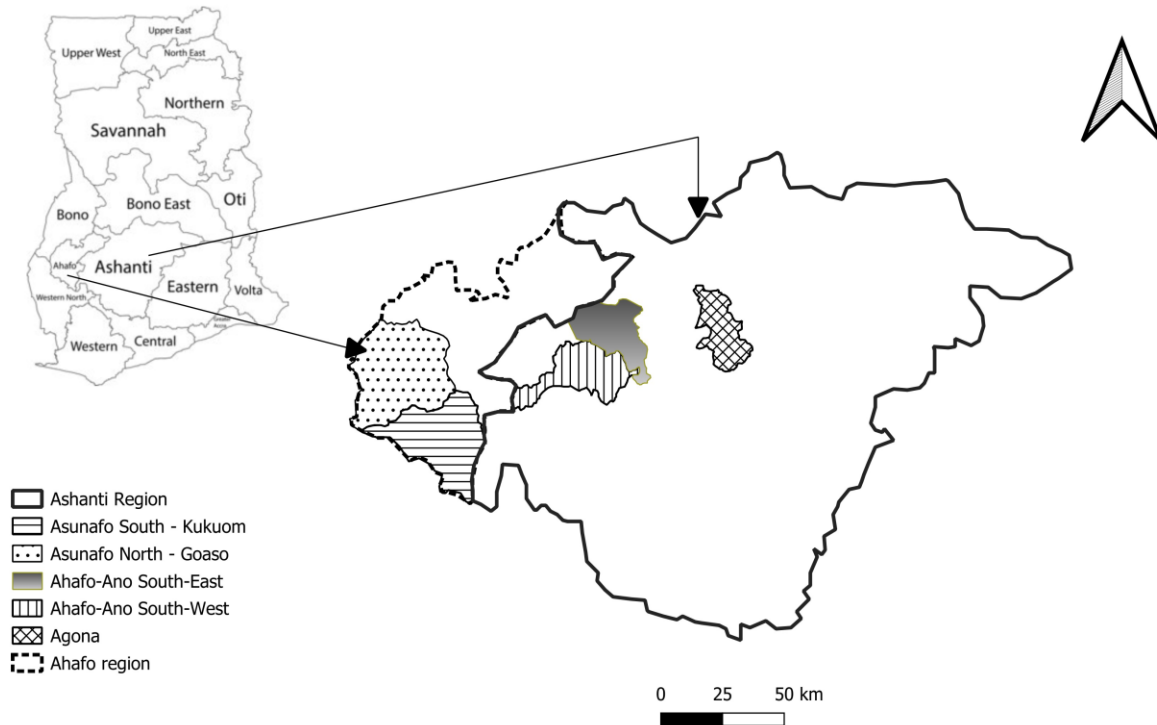 Upper East
Upper West
North East
Northern
Savannah
Oti
Bono
Bono East
Ahafo
Ashanti
Eastern
Volta
Western North
Central
Western
Ashanti Region
Asunafo South - Kukuom
Asunafo North - Goaso
Ahafo-Ano South-East
Ahafo-Ano South-West
Agona
Ahafo region
0 25 50 km